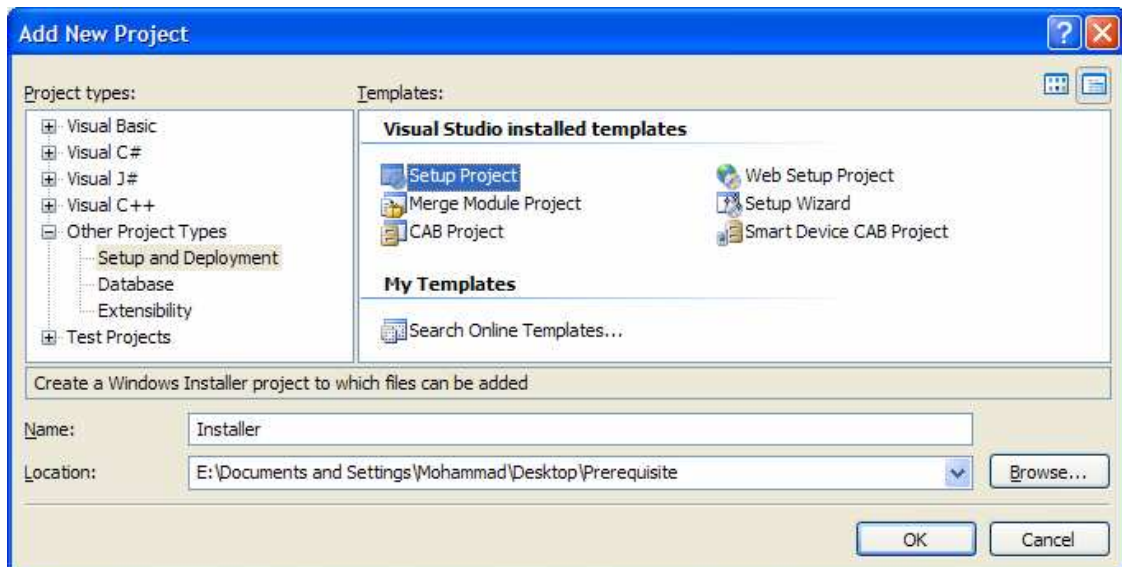 Add New Project
Project types:
Templates:
Visual Basic
Visual C#
Visual J#
Visual C++
Other Project Types
Setup and Deployment
Database
Extensibility
Test Projects
Visual Studio installed templates
Setup Project
Web Setup Project
Merge Module Project
Setup Wizard
CAB Project
Smart Device CAB Project
My Templates
Search Online Templates...
Create a Windows Installer project to which files can be added
Name:
Installer
Location:
E:\Documents and Settings\Mohammad\Desktop\Prerequisite
Browse...
OK
Cancel